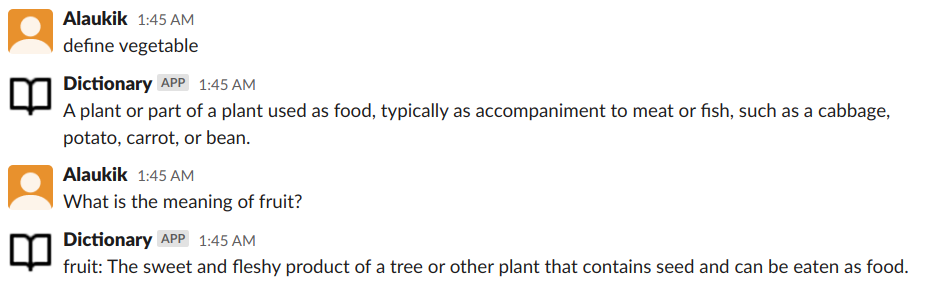 Alaukik 1:45 AM
define vegetable
Dictionary APP 1:45 AM
A plant or part of a plant used as food, typically as accompaniment to meat or fish, such as a cabbage,
potato, carrot, or bean.
Alaukik 1:45 AM
What is the meaning of fruit?
Dictionary APP 1:45 AM
fruit: The sweet and fleshy product of a tree or other plant that contains seed and can be eaten as food.